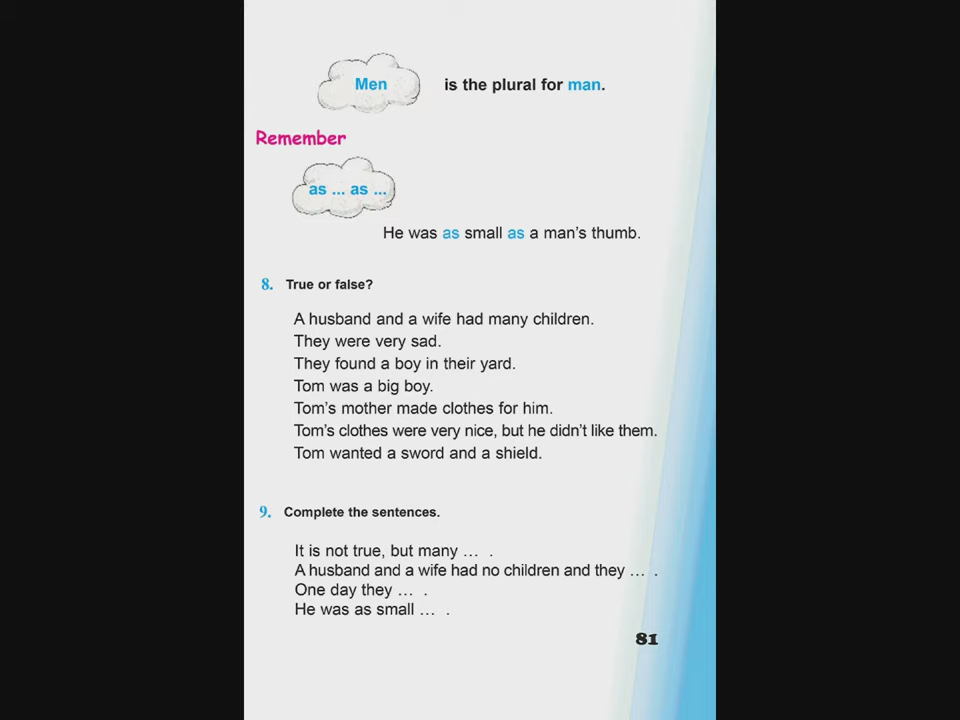 Men is the plural for man.
Remember
as ... as ...
He was as small as a man's thumb.
8. True or false?
A husband and a wife had many children.
They were very sad.
They found a boy in their yard.
Tom was a big boy.
Tom's mother made clothes for him.
Tom's clothes were very nice, but he didn't like them.
Tom wanted a sword and a shield.
9. Complete the sentences.
It is not true, but many ... .
A husband and a wife had no children and they ... .
One day they ... .
He was as small ... .
81